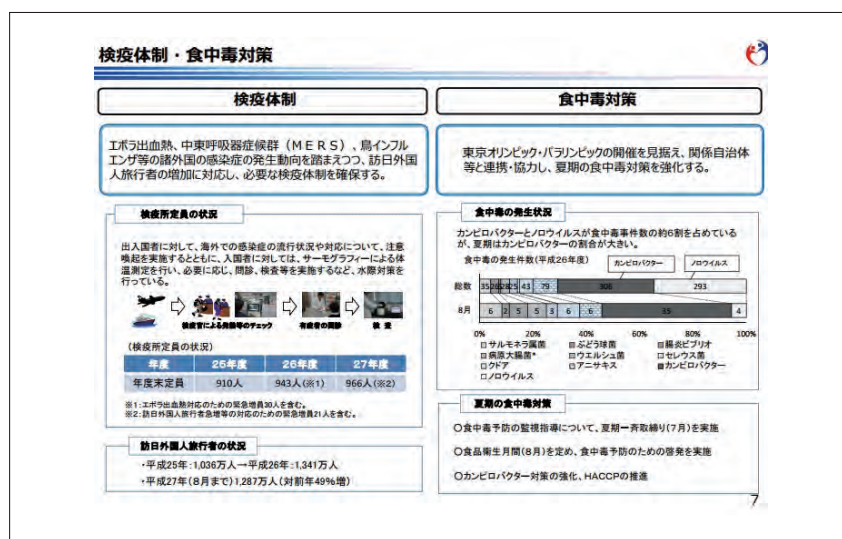 検疫体制・食中毒対策
検疫体制
エボラ出血熱、中東呼吸器症候群(MERS)、鳥インフル
エンザ等の諸外国の感染症の発生動向を踏まえつつ、訪日外国
人旅行者の増加に対応し、必要な検疫体制を確保する。
検疫所定員の状況
出入国者に対して、海外での感染症の流行状況や対応について、注意
喚起を実施するとともに、入国者に対しては、サーモグラフィーによる体
温測定を行い、必要に応じ、問診、検査等を実施するなど、水際対策を
行っている。
検疫官による発熱等のチェック 有症者の問診 検 査
(検疫所定員の状況)
年度 25年度 26年度 27年度
年度末定員 910人 943人(※1) 966人(※2)
※1:エボラ出血熱対応のための緊急増員30人を含む。
※2:訪日外国人旅行者急増等の対応のための緊急増員21人を含む。
訪日外国人旅行者の状況
・平成25年:1,036万人→平成26年:1,341万人
・平成27年(8月まで)1,287万人(対前年49%増)
食中毒対策
東京オリンピック・パラリンピックの開催を見据え、関係自治体
等と連携・協力し、夏期の食中毒対策を強化する。
食中毒の発生状況
カンピロバクターとノロウイルスが食中毒事件数の約6割を占めている
が、夏期はカンピロバクターの割合が大きい。
食中毒の発生件数(平成26年度)
カンピロバクター ノロウイルス
総数 35 26 28 25 43 79 306 293
8月 6 2 5 5 3 6 6 35 4
0% 20% 40% 60% 80% 100%
サルモネラ属菌 ぶどう球菌 腸炎ビブリオ
病原大腸菌* ウエルシュ菌 セレウス菌
クドア アニサキス カンピロバクター
ノロウイルス
夏期の食中毒対策
○食中毒予防の監視指導について、夏期一斉取締り(7月)を実施
○食品衛生月間(8月)を定め、食中毒予防のための啓発を実施
○カンピロバクター対策の強化、HACCPの推進
7